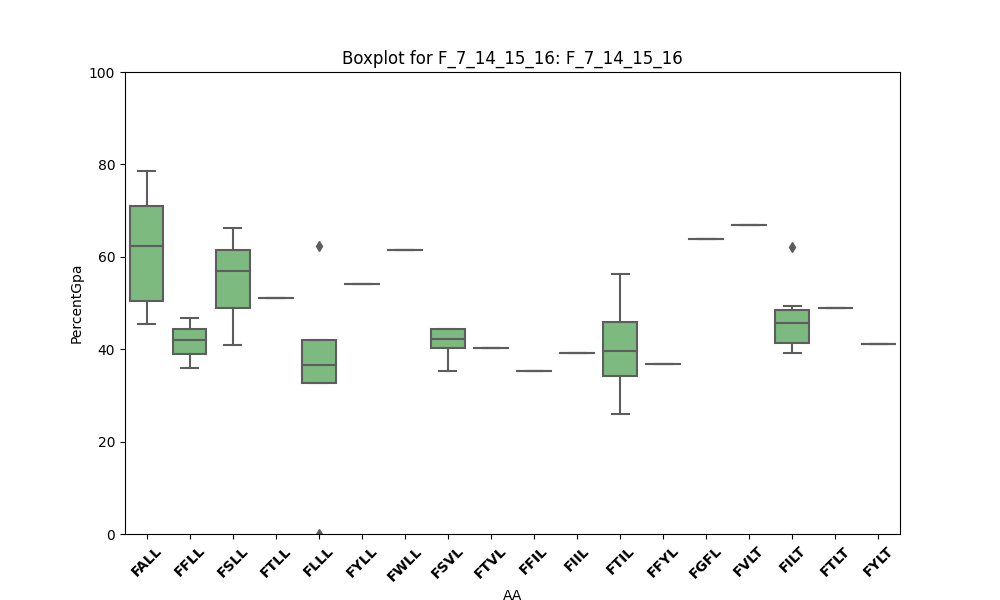 Boxplot for F_7_14_15_16: F_7_14_15_16
100
80
60
40
20
0
PercentGpa
FALL FFLL FSLL FTLL FLLL FYLL FWLL FSVL FTVL FFIL FIIL FTIL FFYL FGFL FVLT FILT FTLT FYLT
AA